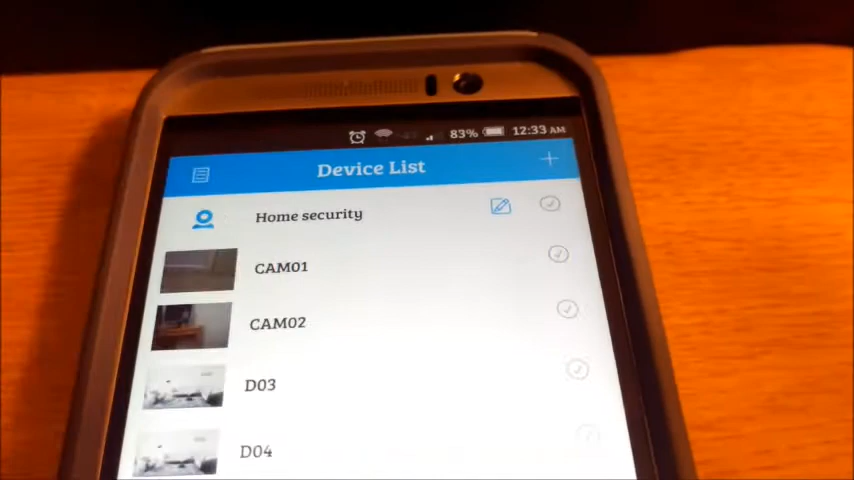 83% 12:33 AM
Device List
Home security
CAM01
CAM02
D03
D04